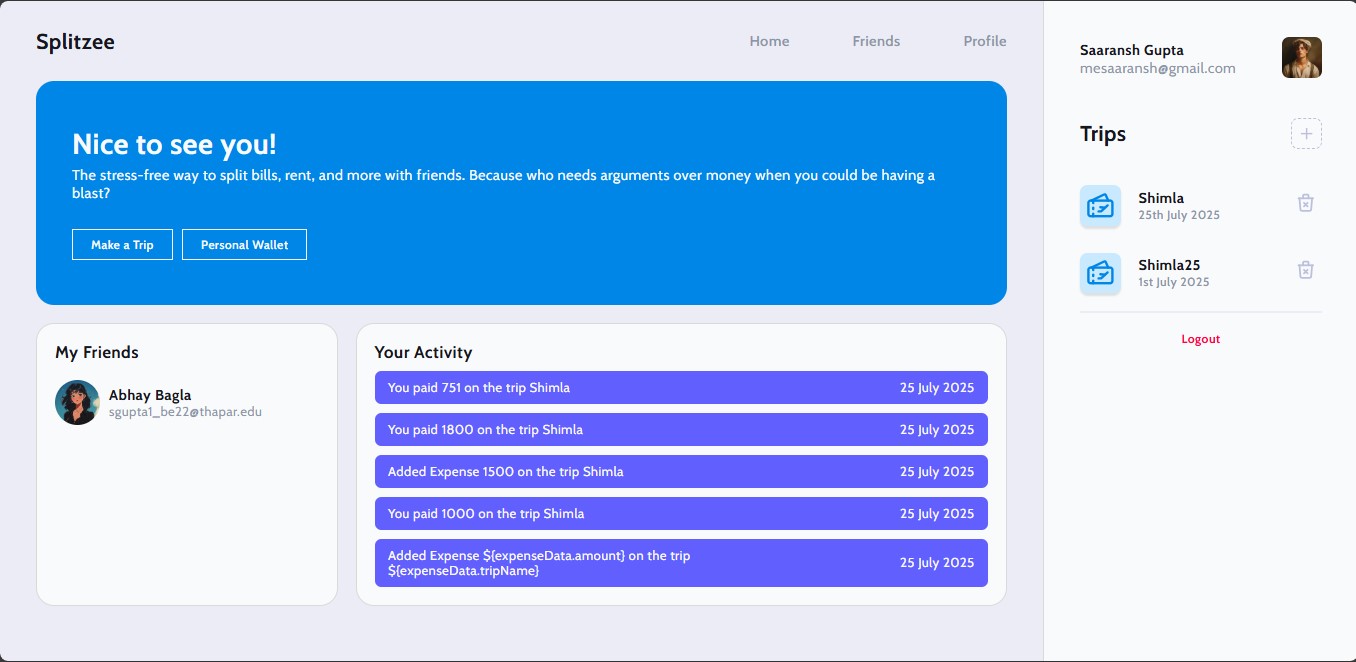 Splitzee
Home
Friends
Profile
Nice to see you!
The stress-free way to split bills, rent, and more with friends. Because who needs arguments over money when you could be having a
blast?
Make a Trip
Personal Wallet
My Friends
Abhay Bagla
sgupta1_be22@thapar.edu
Your Activity
You paid 751 on the trip Shimla
25 July 2025
You paid 1800 on the trip Shimla
25 July 2025
Added Expense 1500 on the trip Shimla
25 July 2025
You paid 1000 on the trip Shimla
25 July 2025
Added Expense ${expenseData.amount} on the trip
${expenseData.tripName}
25 July 2025
Saaransh Gupta
mesaaransh@gmail.com
Trips
Shimla
25th July 2025
Shimla25
1st July 2025
Logout